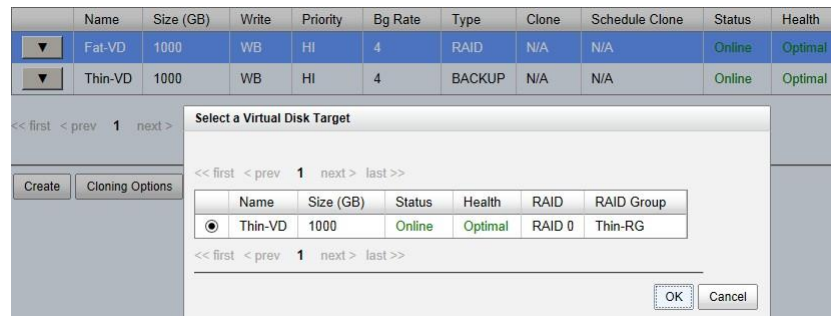 Name Size (GB) Write Priority Bg Rate Type Clone Schedule Clone Status Health
▼ Fat-VD 1000 WB HI 4 RAID N/A N/A Online Optimal
▼ Thin-VD 1000 WB HI 4 BACKUP N/A N/A Online Optimal
<< first < prev 1 next >
Create Cloning Options
Select a Virtual Disk Target
<< first < prev 1 next > last >>
Name Size (GB) Status Health RAID RAID Group
Thin-VD 1000 Online Optimal RAID 0 Thin-RG
<< first < prev 1 next > last >>
OK Cancel